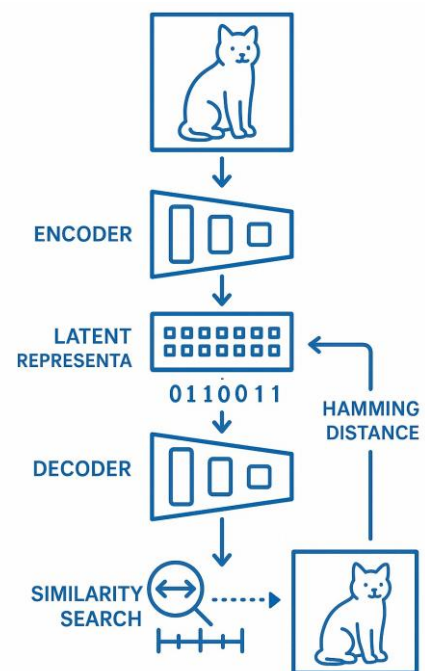 ENCODER
LATENT
REPRESENTA
0110011
HAMMING
DISTANCE
DECODER
SIMILARITY
SEARCH